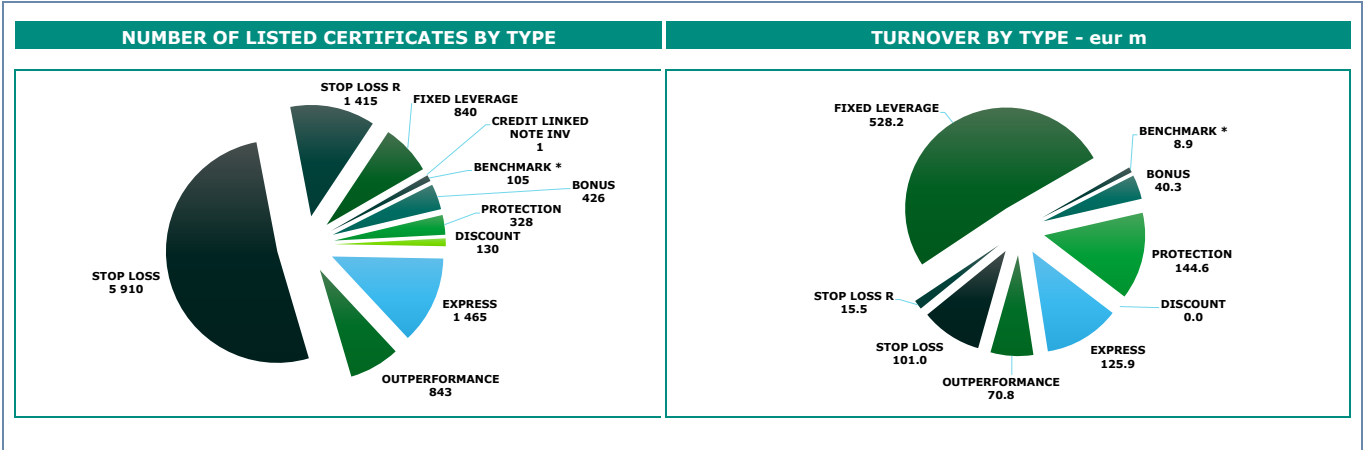 NUMBER OF LISTED CERTIFICATES BY TYPE
STOP LOSS R
1 415
FIXED LEVERAGE
840
CREDIT LINKED
NOTE INV
1
BENCHMARK *
105
BONUS
426
PROTECTION
328
DISCOUNT
130
EXPRESS
1 465
OUTPERFORMANCE
843
STOP LOSS
5 910
TURNOVER BY TYPE - eur m
FIXED LEVERAGE
528.2
BENCHMARK *
8.9
BONUS
40.3
PROTECTION
144.6
DISCOUNT
0.0
EXPRESS
125.9
OUTPERFORMANCE
70.8
STOP LOSS
101.0
STOP LOSS R
15.5